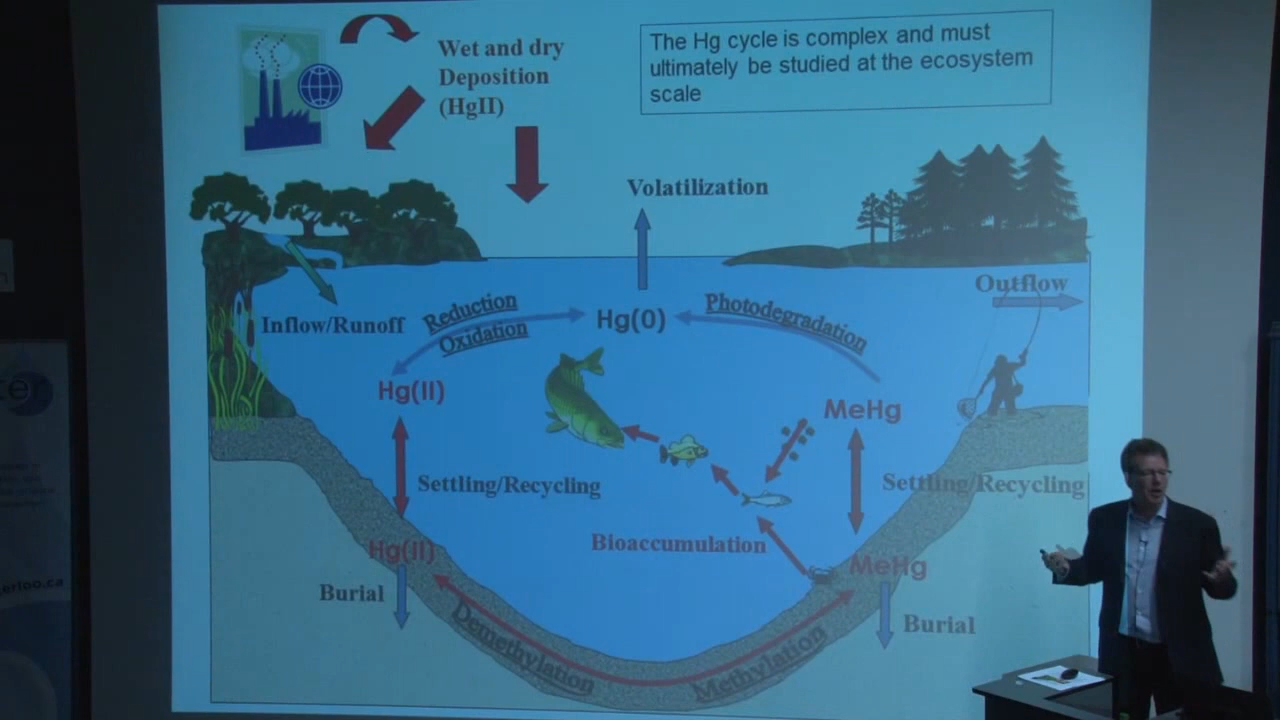 Wet and dry
Deposition
(HgII)
The Hg cycle is complex and must
ultimately be studied at the ecosystem
scale
Volatilization
Outflow
Inflow/Runoff
Reduction
Oxidation
Hg(0)
Photodegradation
Hg(II)
MeHg
Settling/Recycling
Settling/Recycling
Bioaccumulation
Hg(II)
MeHg
Burial
Burial
Demethylation
Methylation
erloo.ca